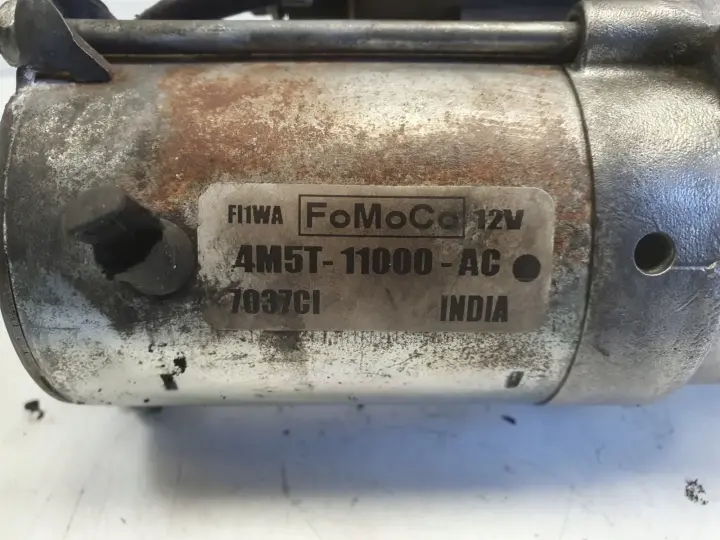 FI1WA FoMoCo 12V
4M5T-11000-AC
7037CI INDIA